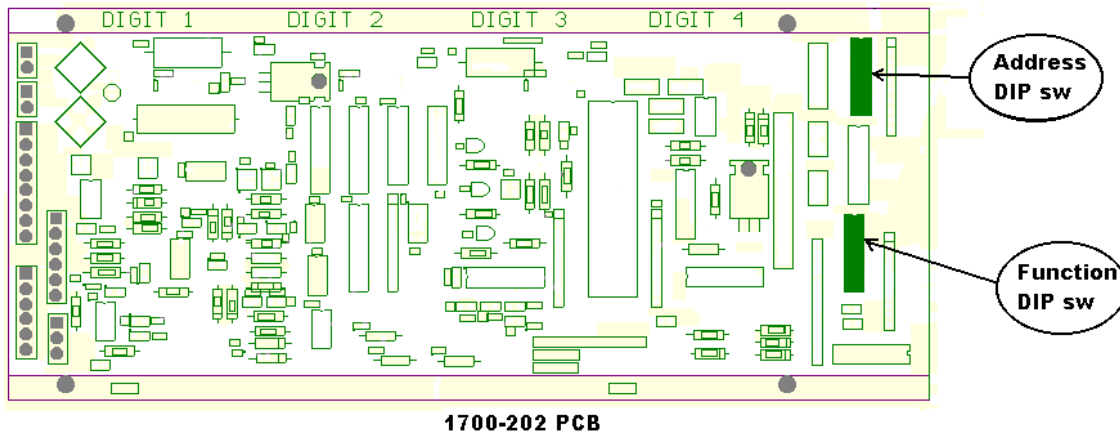 DIGIT 1 DIGIT 2 DIGIT 3 DIGIT 4
Address
DIP sw
Function
DIP sw
1700-202 PCB